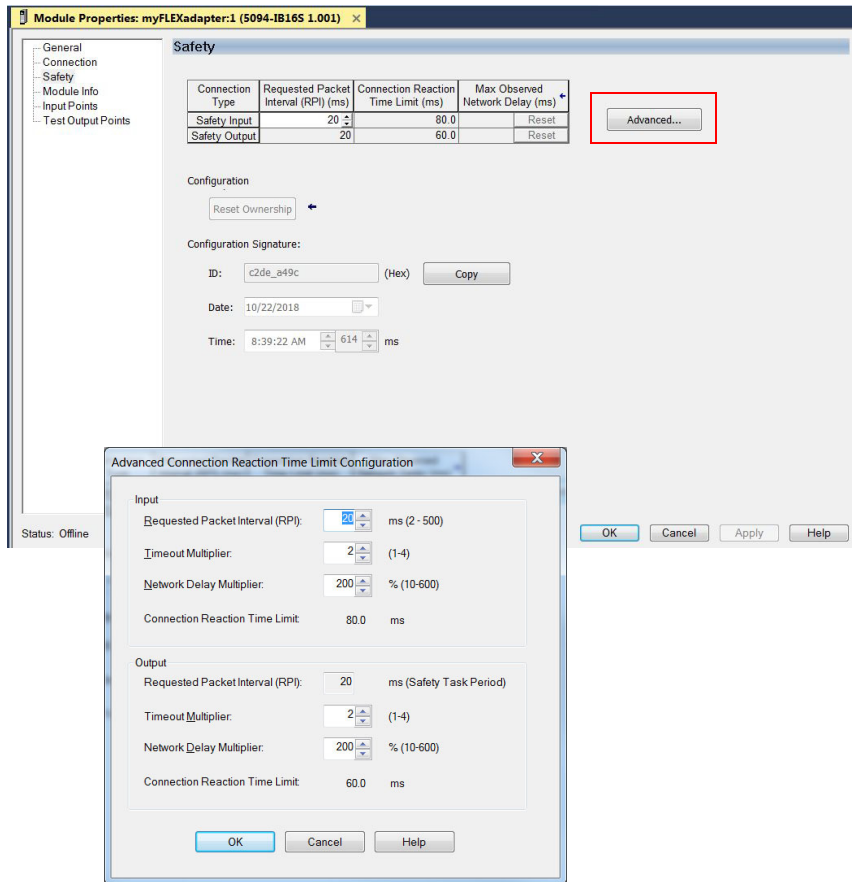 Module Properties: myFLEXadapter:1 (5094-IB16S 1.001) ×
General
Connection
Safety
Module Info
Input Points
Test Output Points
Safety
Connection Type Requested Packet Interval (RPI) (ms) Connection Reaction Time Limit (ms) Max Observed Network Delay (ms)
Safety Input 20 80.0 Reset
Safety Output 20 60.0 Reset
Advanced...
Configuration
Reset Ownership
Configuration Signature:
ID: c2de_a49c (Hex) Copy
Date: 10/22/2018
Time: 8:39:22 AM 614 ms
Status: Offline
OK Cancel Apply Help
Advanced Connection Reaction Time Limit Configuration
Input
Requested Packet Interval (RPI): 20 ms (2 - 500)
Timeout Multiplier: 2 (1-4)
Network Delay Multiplier: 200 % (10-600)
Connection Reaction Time Limit: 80.0 ms
Output
Requested Packet Interval (RPI): 20 ms (Safety Task Period)
Timeout Multiplier: 2 (1-4)
Network Delay Multiplier: 200 % (10-600)
Connection Reaction Time Limit: 60.0 ms
OK Cancel Help